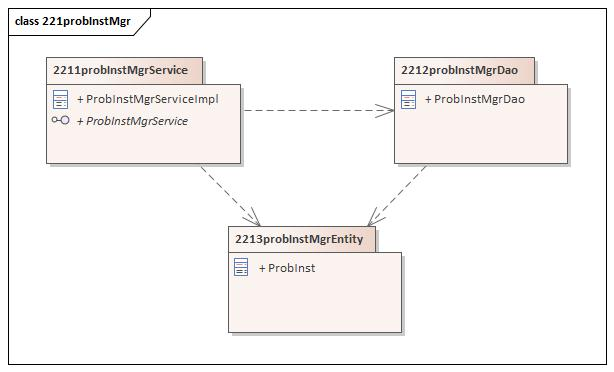 class 221probInstMgr
2211probInstMgrService
+ ProbInstMgrServiceImpl
+ ProbInstMgrService
2212probInstMgrDao
+ ProbInstMgrDao
2213probInstMgrEntity
+ ProbInst